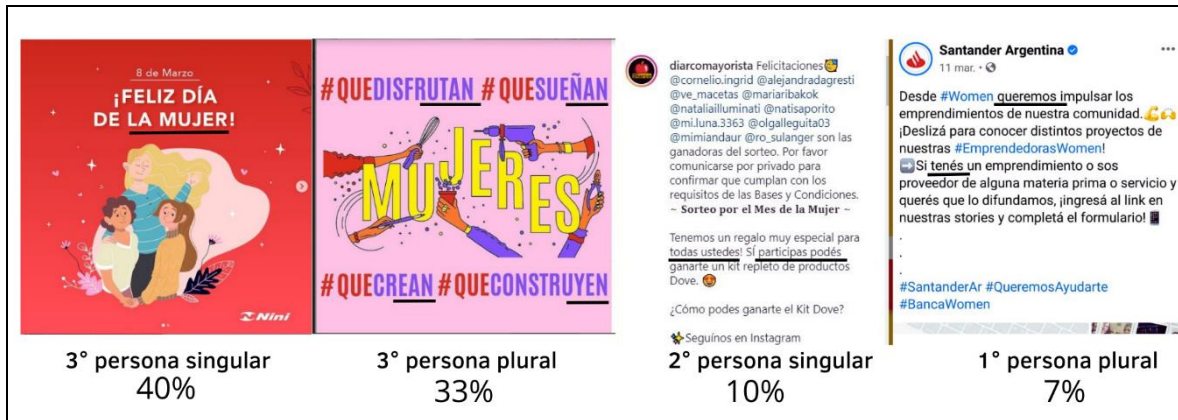 8 de Marzo
¡FELIZ DÍA
DE LA MUJER!
Nini
#QUEDISFRUTAN #QUESUEÑAN
MUJERES
#QUECREAN #QUECONSTRUYEN
diarcomayorista Felicitaciones
@cornelio.ingrid @alejandradagresti
@ve_macetas @mariaribakok
@nataliailluminati @natisaporito
@mi.luna.3363 @olgalleguita03
@mimiandaur @ro_sulanger son las
ganadoras del sorteo. Por favor
comunicarse por privado para
confirmar que cumplan con los
requisitos de las Bases y Condiciones.
~ Sorteo por el Mes de la Mujer ~
Tenemos un regalo muy especial para
todas ustedes! SÍ participas podés
ganarte un kit repleto de productos
Dove.
¿Cómo podes ganarte el Kit Dove?
Seguínos en Instagram
Santander Argentina
11 mar. ·
Desde #Women queremos impulsar los
emprendimientos de nuestra comunidad.
¡Deslizá para conocer distintos proyectos de
nuestras #EmprendedorasWomen!
Si tenés un emprendimiento o sos
proveedor de alguna materia prima o servicio y
querés que lo difundamos, ¡ingresá al link en
nuestras stories y completá el formulario!
.
.
.
#SantanderAr #QueremosAyudarte
#BancaWomen
3° persona singular
40%
3° persona plural
33%
2° persona singular
10%
1° persona plural
7%